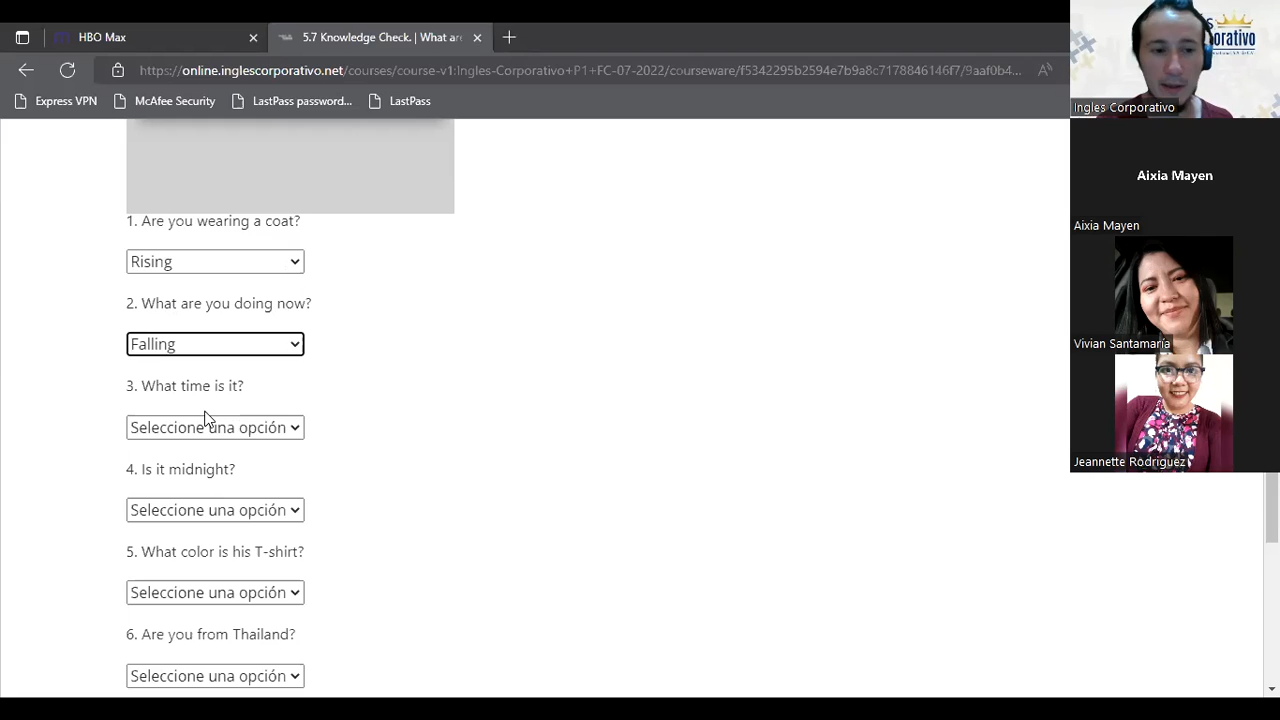 HBO Max
5.7 Knowledge Check. | What are
https://online.inglescorporativo.net/courses/course-v1:Ingles-Corporativo+P1+FC-07-2022/courseware/f5342295b2594e7b9a8c7178846146f7/9aaf0b4...
Express VPN
McAfee Security
LastPass password...
LastPass
1. Are you wearing a coat?
Rising
2. What are you doing now?
Falling
3. What time is it?
Seleccione una opción
4. Is it midnight?
Seleccione una opción
5. What color is his T-shirt?
Seleccione una opción
6. Are you from Thailand?
Seleccione una opción
Ingles Corporativo
Aixia Mayen
Aixia Mayen
Vivian Santamaría
Jeannette Rodriguez